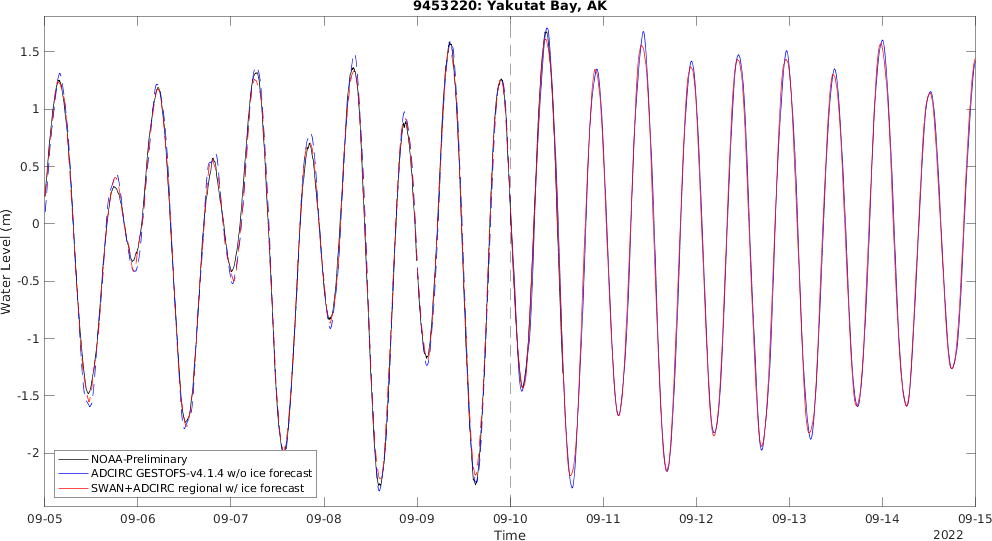 9453220: Yakutat Bay, AK
Water Level (m)
1.5
1
0.5
0
-0.5
-1
-1.5
-2
NOAA-Preliminary
ADCIRC GESTOFS-v4.1.4 w/o ice forecast
SWAN+ADCIRC regional w/ ice forecast
09-05 09-06 09-07 09-08 09-09 09-10 09-11 09-12 09-13 09-14 09-15
Time
2022